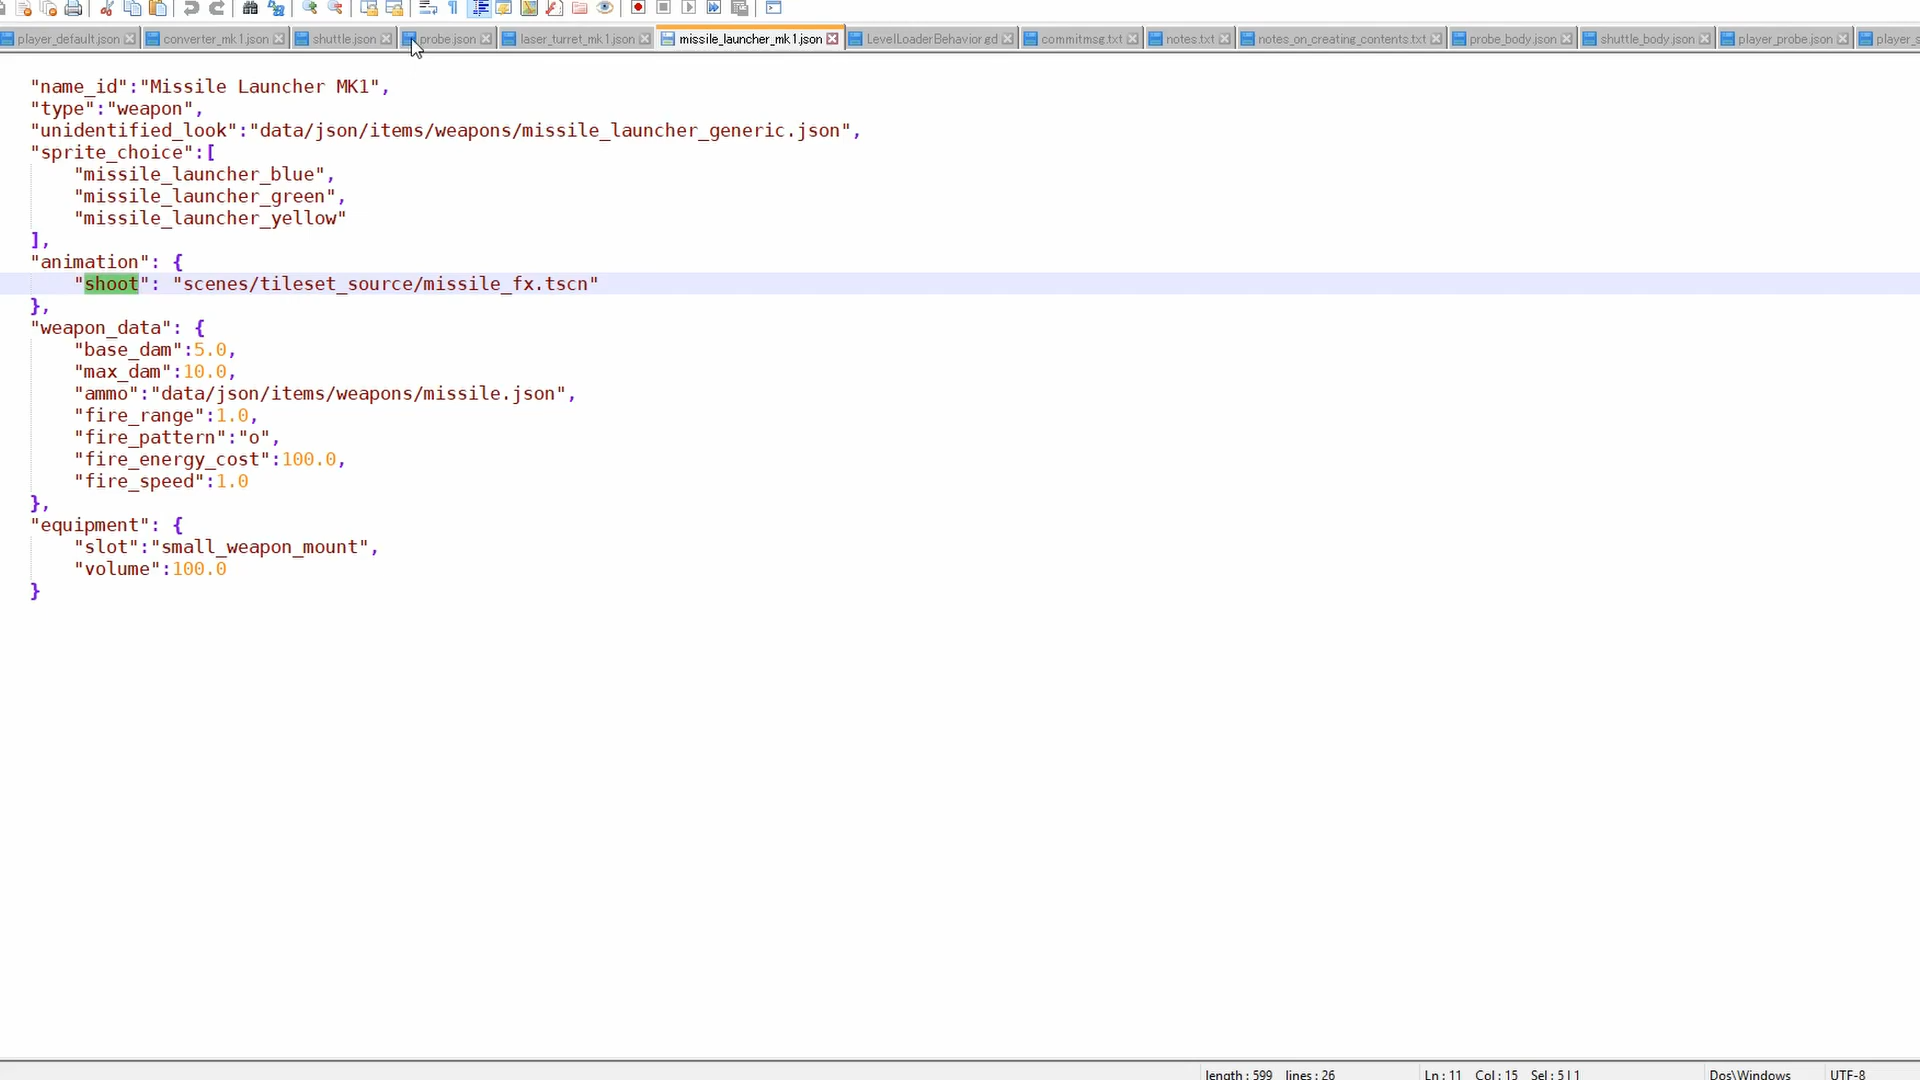 player_default.json converter_mk1.json shuttle.json probe.json laser_turret_mk1.json missile_launcher_mk1.json LevelLoaderBehavior.gd commitmsg.txt notes.txt notes_on_creating_contents.txt probe_body.json shuttle_body.json player_probe.json
"name_id":"Missile Launcher MK1",
"type":"weapon",
"unidentified_look":"data/json/items/weapons/missile_launcher_generic.json",
"sprite_choice":[
"missile_launcher_blue",
"missile_launcher_green",
"missile_launcher_yellow"
],
"animation": {
"shoot": "scenes/tileset_source/missile_fx.tscn"
},
"weapon_data": {
"base_dam":5.0,
"max_dam":10.0,
"ammo":"data/json/items/weapons/missile.json",
"fire_range":1.0,
"fire_pattern":"o",
"fire_energy_cost":100.0,
"fire_speed":1.0
},
"equipment": {
"slot":"small_weapon_mount",
"volume":100.0
}
length : 599 lines : 26 Ln : 11 Col : 15 Sel : 5 | 1 Dos\Windows UTF-8